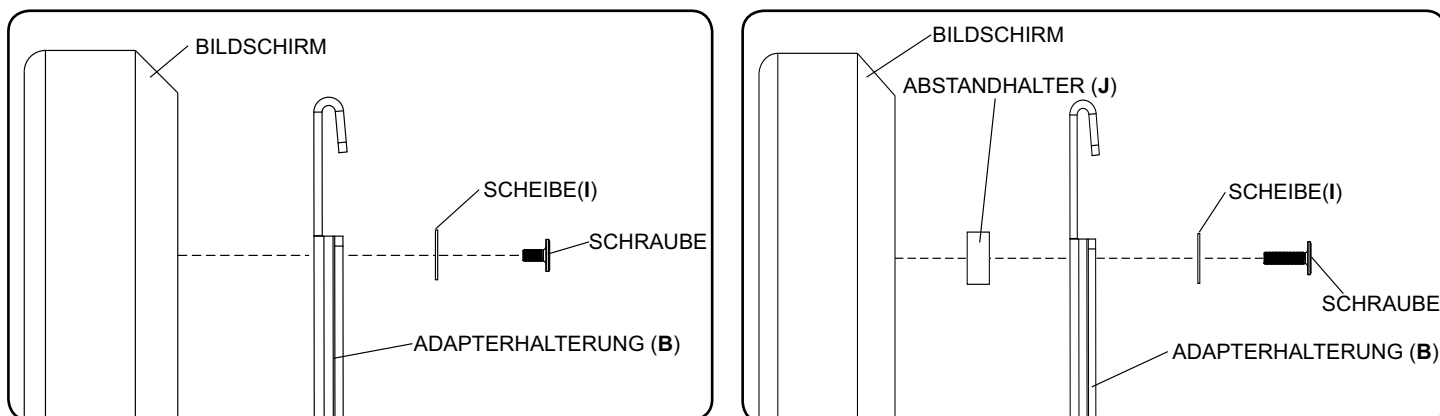 BILDSCHIRM
SCHEIBE(I)
SCHRAUBE
ADAPTERHALTERUNG (B)
BILDSCHIRM
ABSTANDHALTER (J)
SCHEIBE(I)
SCHRAUBE
ADAPTERHALTERUNG (B)